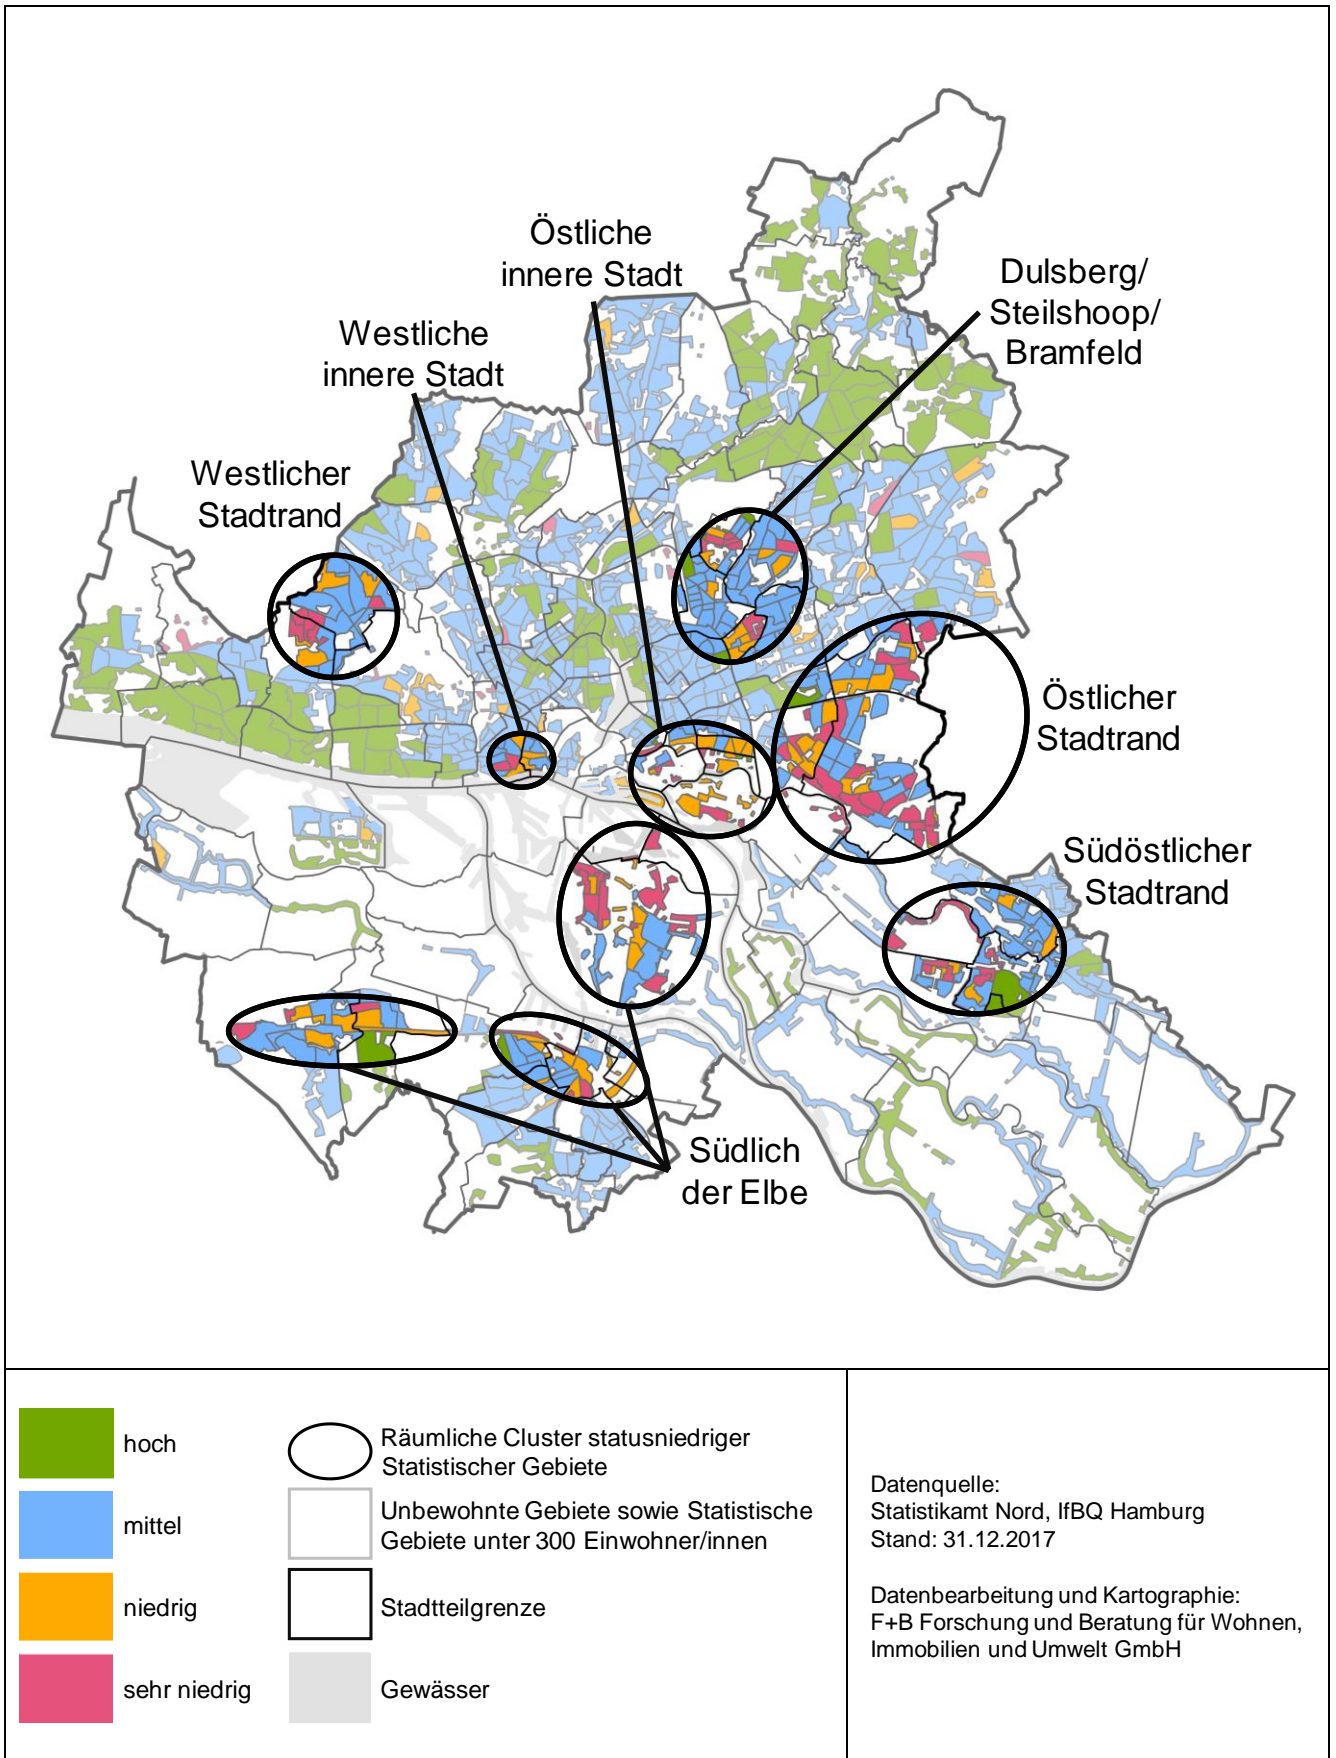 Östliche
innere Stadt
Dulsberg/
Steilshoop/
Bramfeld
Westliche
innere Stadt
Westlicher
Stadtrand
Östlicher
Stadtrand
Südöstlicher
Stadtrand
Südlich
der Elbe
hoch
mittel
niedrig
sehr niedrig
Räumliche Cluster statusniedriger
Statistischer Gebiete
Unbewohnte Gebiete sowie Statistische
Gebiete unter 300 Einwohner/innen
Stadtteilgrenze
Gewässer
Datenquelle:
Statistikamt Nord, IfBQ Hamburg
Stand: 31.12.2017
Datenbearbeitung und Kartographie:
F+B Forschung und Beratung für Wohnen,
Immobilien und Umwelt GmbH